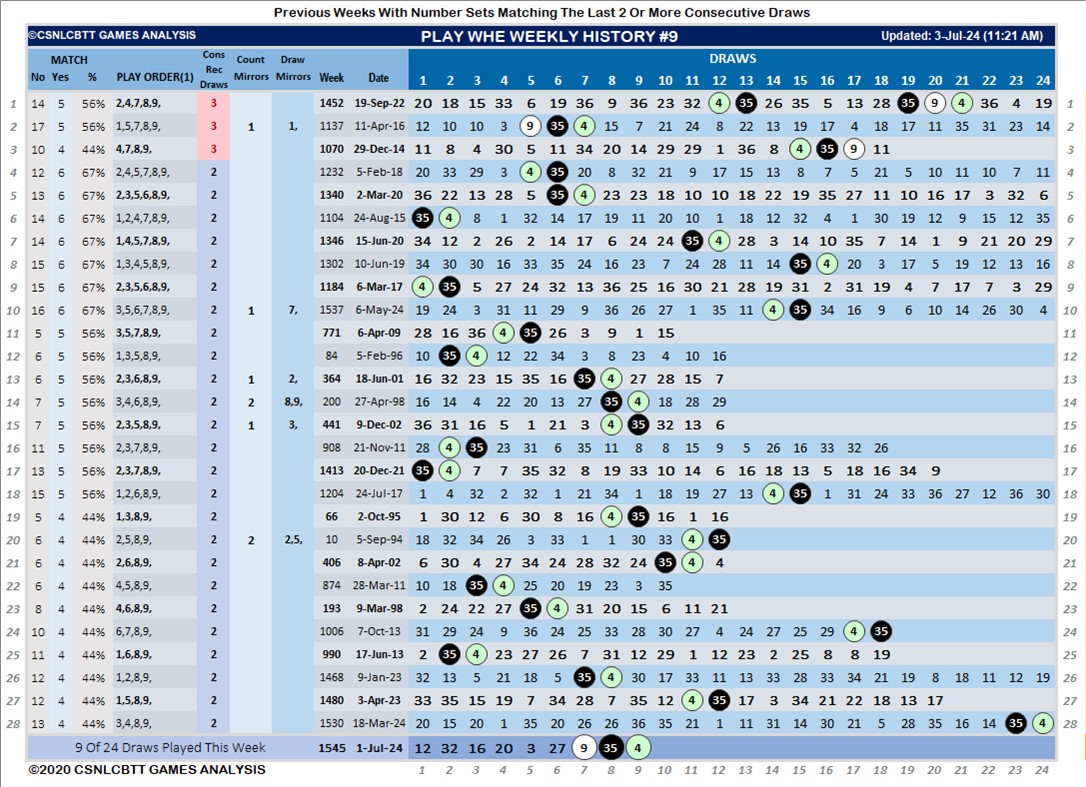 Previous Weeks With Number Sets Matching The Last 2 Or More Consecutive Draws
©CSNLCBTT GAMES ANALYSIS PLAY WHE WEEKLY HISTORY #9 Updated: 3-Jul-24 (11:21 AM)
MATCH Cons Rec Draws Count Mirrors Draw Mirrors DRAWS
No Yes % PLAY ORDER(1) Week Date 1 2 3 4 5 6 7 8 9 10 11 12 13 14 15 16 17 18 19 20 21 22 23 24
1 14 5 56% 2,4,7,8,9, 3 1452 19-Sep-22 20 18 15 33 6 19 36 9 36 23 32 4 13 26 35 5 13 28 35 9 4 36 4 19 1
2 17 5 56% 1,5,7,8,9, 3 1 1, 1137 11-Apr-16 12 10 10 3 9 35 4 15 7 21 24 8 22 13 19 17 4 18 17 11 35 31 23 14 2
3 10 4 44% 4,7,8,9, 3 1070 29-Dec-14 11 8 4 30 5 11 34 20 14 29 29 1 36 8 4 35 9 11 3
4 12 6 67% 2,4,5,7,8,9, 2 1232 5-Feb-18 20 33 29 3 4 35 20 8 32 21 9 17 15 13 8 7 5 21 5 10 11 10 7 11 4
5 13 6 67% 2,3,5,6,8,9, 2 1340 2-Mar-20 36 22 13 28 5 35 4 23 23 18 10 10 18 22 19 35 27 11 10 16 17 3 32 6 5
6 14 6 67% 1,2,4,7,8,9, 2 1104 24-Aug-15 35 4 8 1 32 14 17 19 11 20 10 1 18 12 32 4 1 30 19 12 9 15 12 35 6
7 14 6 67% 1,4,5,7,8,9, 2 1346 15-Jun-20 34 12 2 26 2 14 17 6 24 24 35 4 28 3 14 10 35 7 14 1 9 21 20 29 7
8 15 6 67% 1,3,4,5,8,9, 2 1302 10-Jun-19 34 30 30 16 33 35 24 16 23 7 24 28 11 14 35 4 20 3 17 5 19 12 13 16 8
9 15 6 67% 2,3,5,6,8,9, 2 1184 6-Mar-17 4 35 5 27 24 32 13 36 25 16 30 21 28 19 31 2 31 19 4 7 17 7 3 29 9
10 16 6 67% 3,5,6,7,8,9, 2 1 7, 1537 6-May-24 19 24 3 31 11 29 9 36 26 27 1 35 11 4 35 34 16 9 6 10 14 26 30 4 10
11 5 5 56% 3,5,7,8,9, 2 771 6-Apr-09 28 16 36 4 35 26 3 9 1 15 11
12 6 5 56% 1,3,5,8,9, 2 84 5-Feb-96 10 35 4 12 22 34 3 8 23 4 10 16 12
13 6 5 56% 2,3,6,8,9, 2 1 2, 364 18-Jun-01 16 32 23 15 35 16 35 4 27 28 15 7 13
14 7 5 56% 3,4,6,8,9, 2 2 8,9, 200 27-Apr-98 16 14 4 22 20 13 27 35 4 18 28 29 14
15 7 5 56% 2,3,5,8,9, 2 1 3, 441 9-Dec-02 36 31 16 5 1 21 3 4 35 32 13 6 15
16 11 5 56% 2,3,7,8,9, 2 908 21-Nov-11 28 4 35 23 31 6 35 11 8 8 15 9 5 26 16 33 32 26 16
17 13 5 56% 2,3,7,8,9, 2 1413 20-Dec-21 35 4 7 7 35 32 8 19 33 10 14 6 16 18 13 5 18 16 34 9 17
18 15 5 56% 1,2,6,8,9, 2 1204 24-Jul-17 1 4 32 2 32 1 21 34 1 18 19 27 13 4 35 1 31 24 33 36 27 12 36 30 18
19 5 4 44% 1,3,8,9, 2 66 2-Oct-95 1 30 12 6 30 8 16 4 35 16 1 16 19
20 6 4 44% 2,5,8,9, 2 2 2,5, 10 5-Sep-94 18 32 34 26 3 33 1 1 30 33 4 35 20
21 6 4 44% 2,6,8,9, 2 406 8-Apr-02 6 30 4 27 34 24 28 32 24 35 4 4 21
22 6 4 44% 4,5,8,9, 2 874 28-Mar-11 10 18 35 4 25 20 19 23 3 35 22
23 8 4 44% 4,6,8,9, 2 193 9-Mar-98 2 24 22 27 35 4 31 20 15 6 11 21 23
24 10 4 44% 6,7,8,9, 2 1006 7-Oct-13 31 29 24 9 36 24 25 33 28 30 27 4 24 27 25 29 4 35 24
25 11 4 44% 1,6,8,9, 2 990 17-Jun-13 2 35 4 23 27 26 7 31 12 29 1 12 23 2 25 8 8 19 25
26 12 4 44% 1,2,8,9, 2 1468 9-Jan-23 32 13 5 21 18 5 35 4 30 17 33 11 13 33 28 33 34 21 19 8 18 11 12 19 26
27 12 4 44% 1,5,8,9, 2 1480 3-Apr-23 33 35 15 19 7 34 28 7 35 12 4 35 17 3 34 21 22 18 13 20 17 27
28 13 4 44% 3,4,8,9, 2 1530 18-Mar-24 20 15 20 1 35 20 26 26 36 35 21 1 11 31 14 30 21 5 28 35 16 14 35 4 28
9 Of 24 Draws Played This Week 1545 1-Jul-24 12 32 16 20 3 27 9 35 4
©2020 CSNLCBTT GAMES ANALYSIS 1 2 3 4 5 6 7 8 9 10 11 12 13 14 15 16 17 18 19 20 21 22 23 24